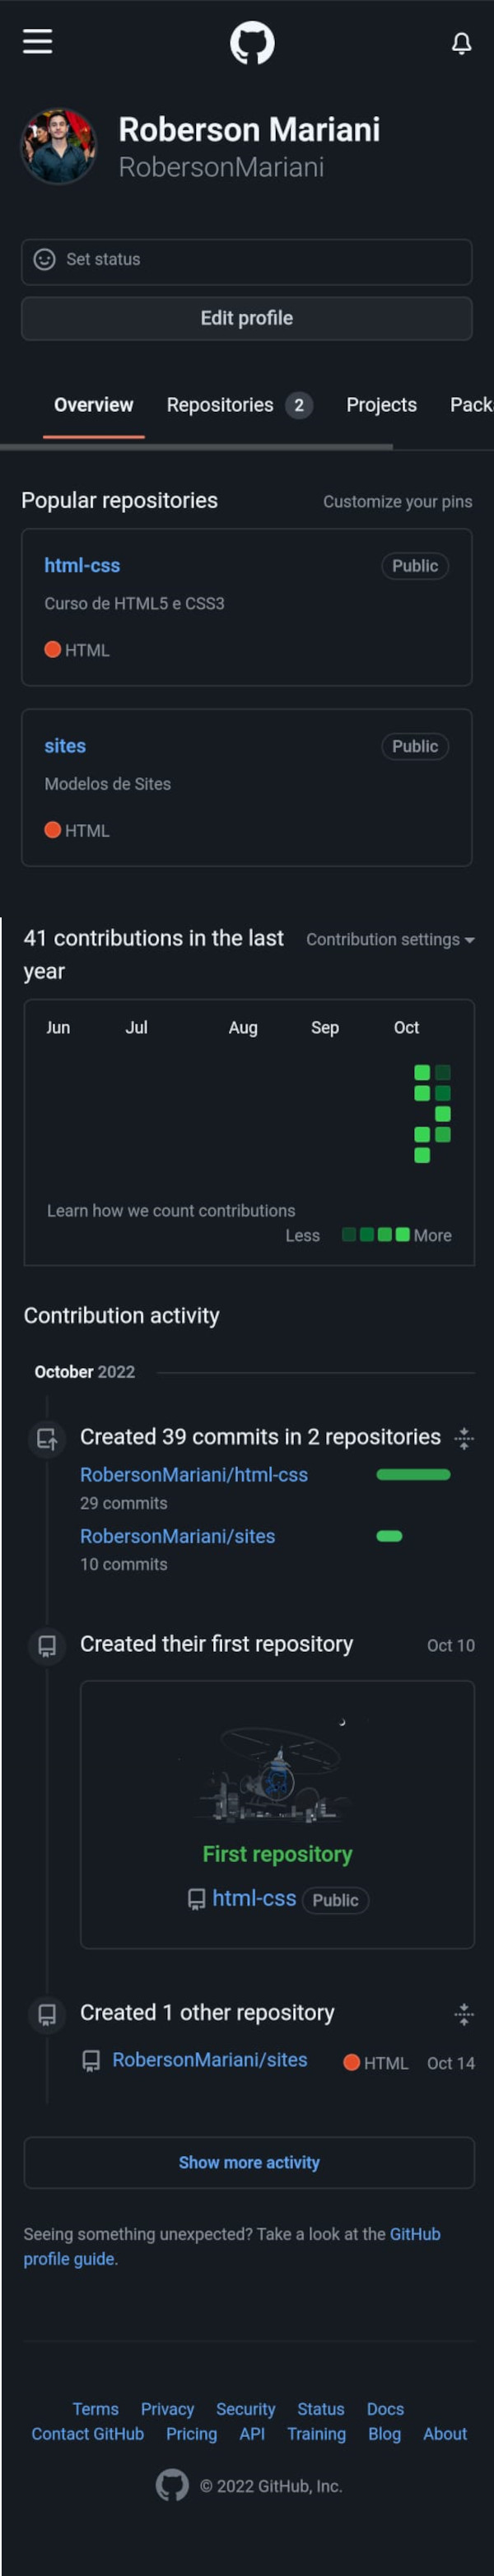 Roberson Mariani
RobersonMariani
Set status
Edit profile
Overview Repositories 2 Projects Pack
Popular repositories Customize your pins
html-css Public
Curso de HTML5 e CSS3
HTML
sites Public
Modelos de Sites
HTML
41 contributions in the last Contribution settings
year
Jun Jul Aug Sep Oct
Learn how we count contributions
Less More
Contribution activity
October 2022
Created 39 commits in 2 repositories
RobersonMariani/html-css
29 commits
RobersonMariani/sites
10 commits
Created their first repository Oct 10
First repository
html-css Public
Created 1 other repository
RobersonMariani/sites HTML Oct 14
Show more activity
Seeing something unexpected? Take a look at the GitHub
profile guide.
Terms Privacy Security Status Docs
Contact GitHub Pricing API Training Blog About
© 2022 GitHub, Inc.